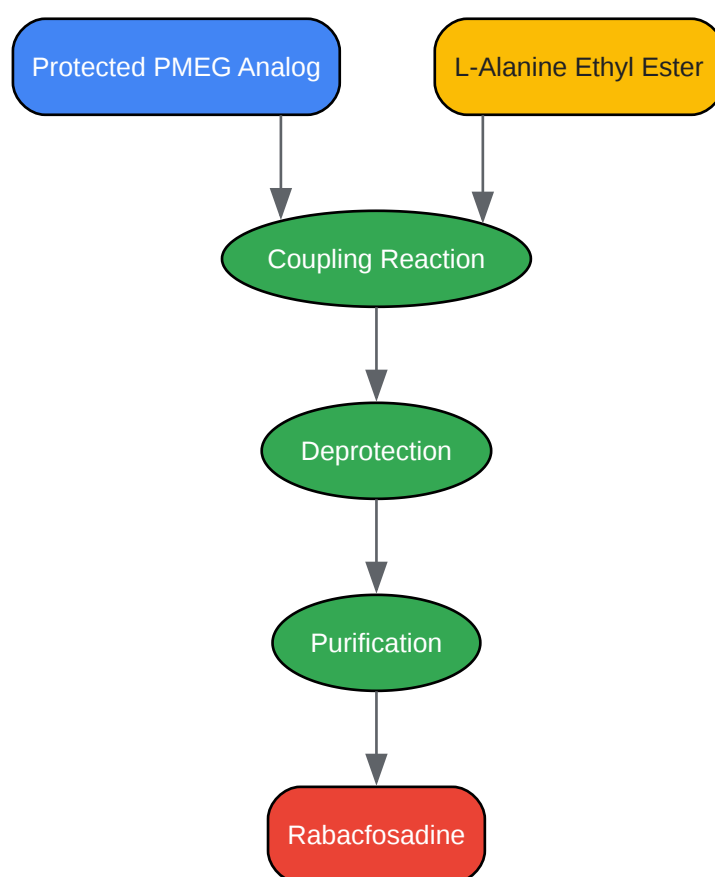 Protected PMEG Analog
L-Alanine Ethyl Ester
Coupling Reaction
Deprotection
Purification
Rabacfosadine